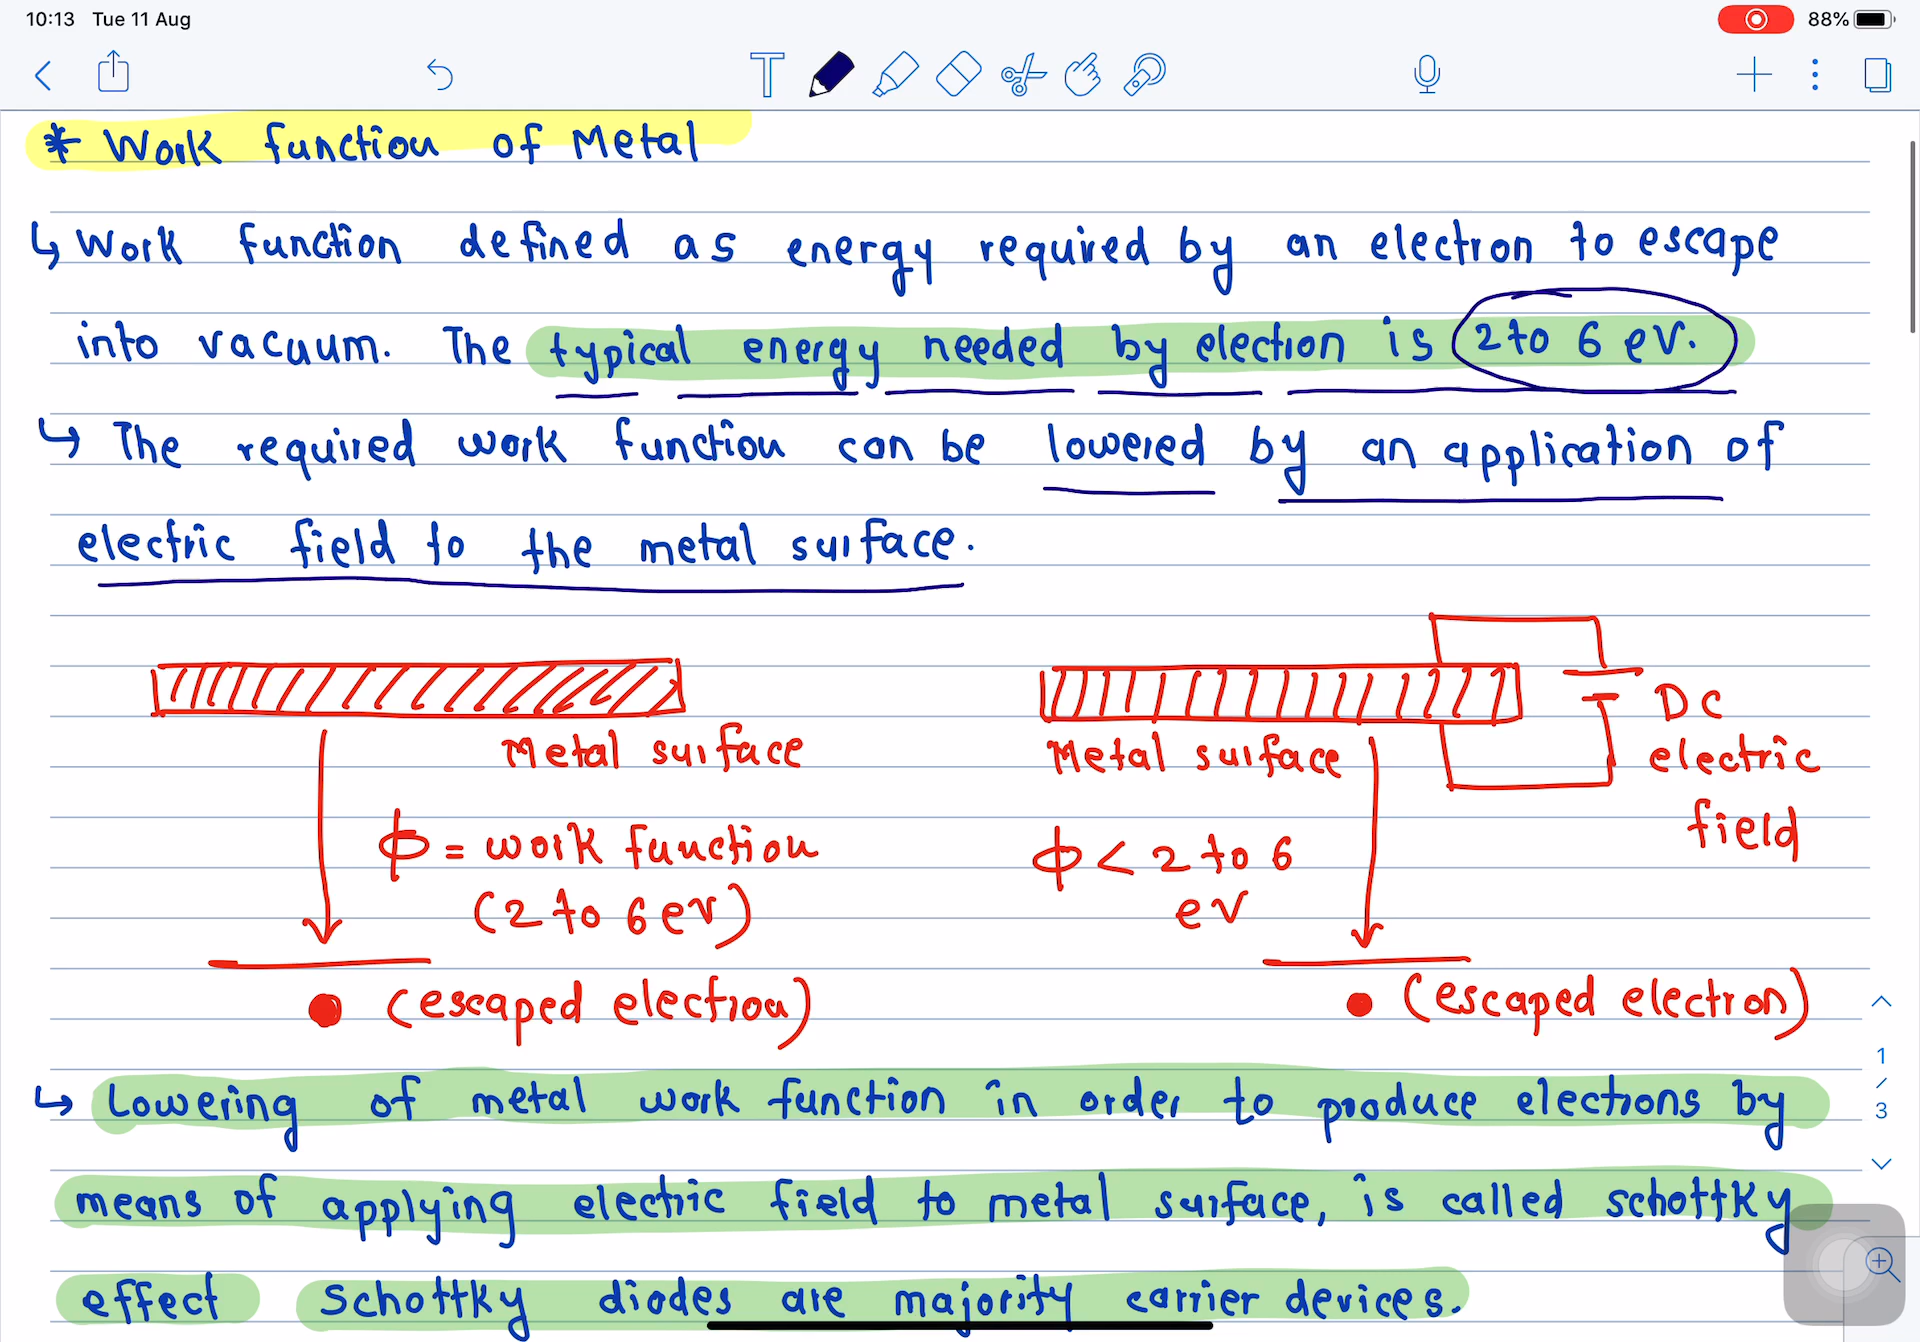 10:13 Tue 11 Aug
88%
* Work function of Metal
↳ Work function defined as energy required by an electron to escape
into vacuum. The typical energy needed by electron is 2 to 6 eV.
↳ The required work function can be lowered by an application of
electric field to the metal surface.
Metal surface
ϕ = work function
(2 to 6 eV)
(escaped electron)
DC
electric
field
Metal surface
ϕ < 2 to 6
eV
(escaped electron)
↳ Lowering of metal work function in order to produce electrons by
means of applying electric field to metal surface, is called schottky
effect Schottky diodes are majority carrier devices.
1
/
3